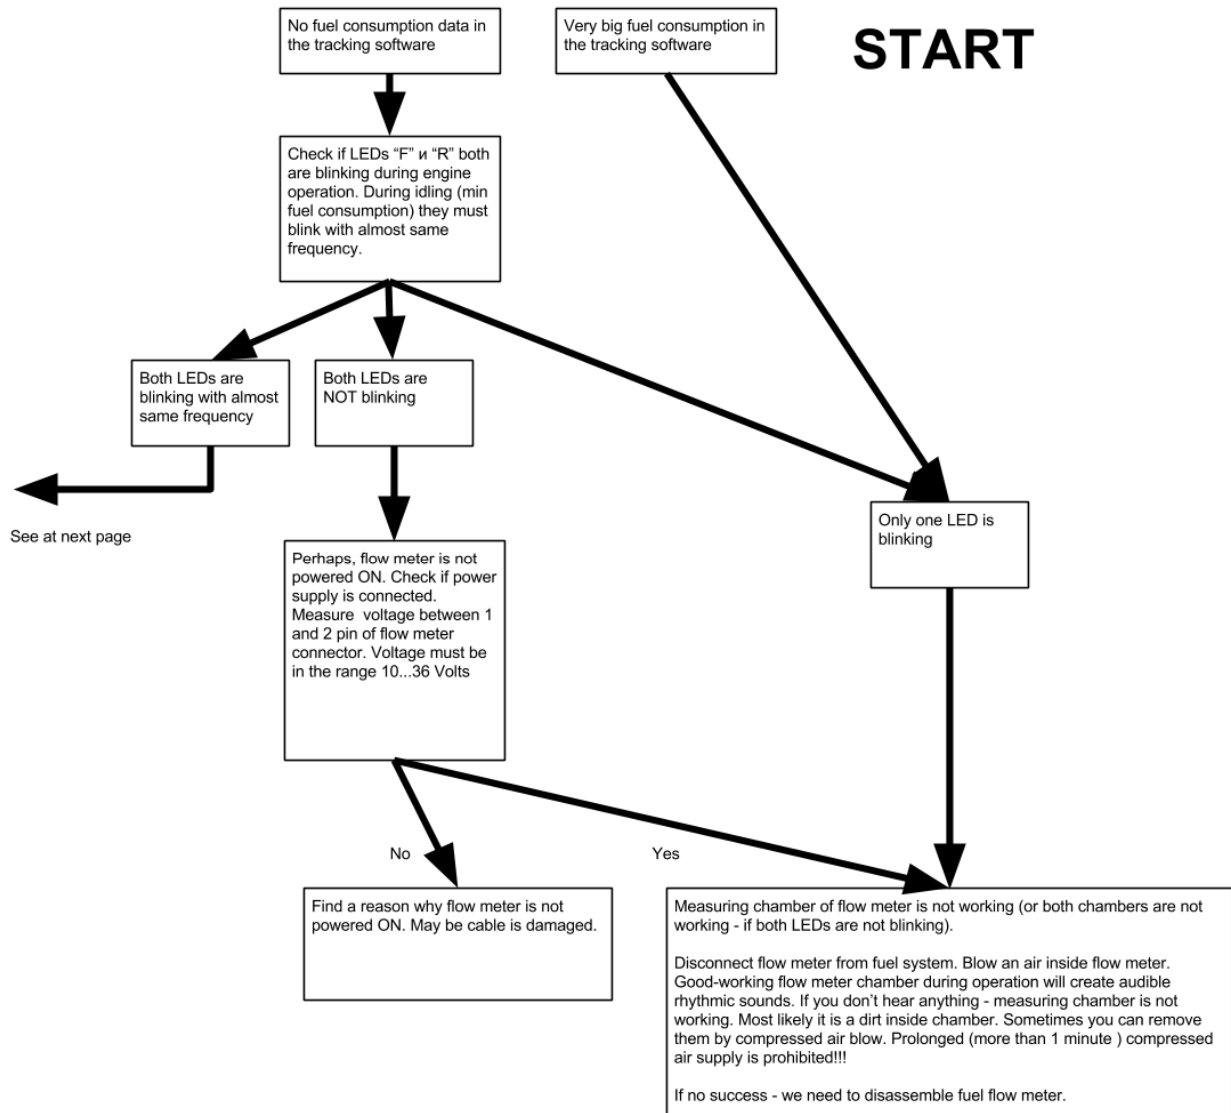 No fuel consumption data in
the tracking software
Very big fuel consumption in
the tracking software
START
Check if LEDs “F” и “R” both
are blinking during engine
operation. During idling (min
fuel consumption) they must
blink with almost same
frequency.
Both LEDs are
blinking with almost
same frequency
Both LEDs are
NOT blinking
See at next page
Only one LED is
blinking
Perhaps, flow meter is not
powered ON. Check if power
supply is connected.
Measure  voltage between 1
and 2 pin of flow meter
connector. Voltage must be
in the range 10...36 Volts
No
Yes
Find a reason why flow meter is not
powered ON. May be cable is damaged.
Measuring chamber of flow meter is not working (or both chambers are not
working - if both LEDs are not blinking).
Disconnect flow meter from fuel system. Blow an air inside flow meter.
Good-working flow meter chamber during operation will create audible
rhythmic sounds. If you don’t hear anything - measuring chamber is not
working. Most likely it is a dirt inside chamber. Sometimes you can remove
them by compressed air blow. Prolonged (more than 1 minute ) compressed
air supply is prohibited!!!
If no success - we need to disassemble fuel flow meter.